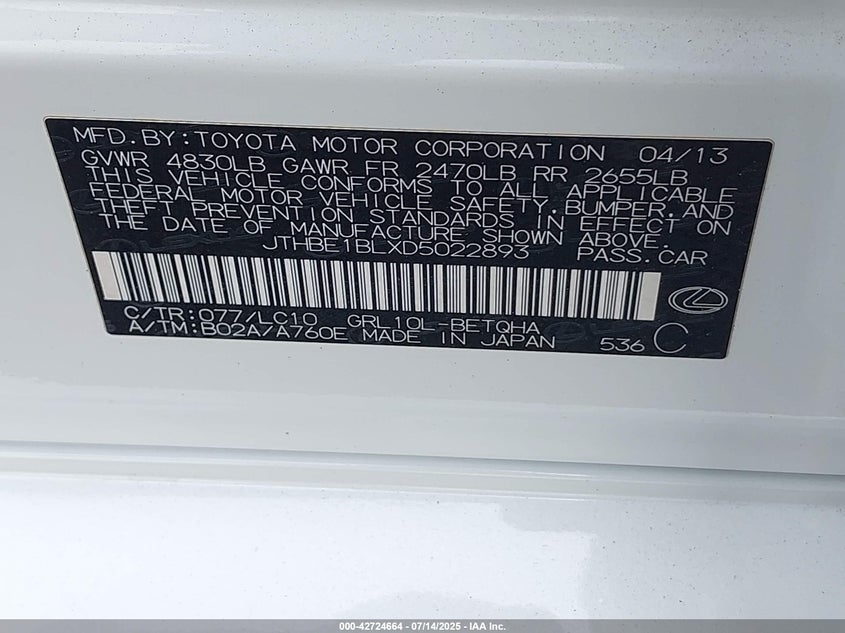 MFD.BY:TOYOTA MOTOR CORPORATION 04/13
GVWR 4830LB GAWR FR 2470LB RR 2655LB
THIS VEHICLE CONFORMS TO ALL APPLICABLE
FEDERAL MOTOR VEHICLE SAFETY,BUMPER,AND
THEFT PREVENTION STANDARDS IN EFFECT ON
THE DATE OF MANUFACTURE SHOWN ABOVE.
JTHBE1BLXD5022893 PASS.CAR
C/TR:077/LC10 GRL10L-BETQHA
A/TM:B02A/A760E MADE IN JAPAN 536 C
000-42724664 - 07/14/2025 - IAA Inc.